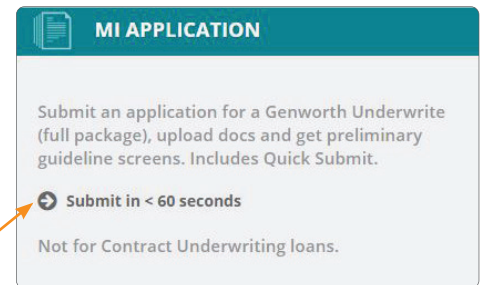 MI APPLICATION
Submit an application for a Genworth Underwrite
(full package), upload docs and get preliminary
guideline screens. Includes Quick Submit.
Submit in < 60 seconds
Not for Contract Underwriting loans.